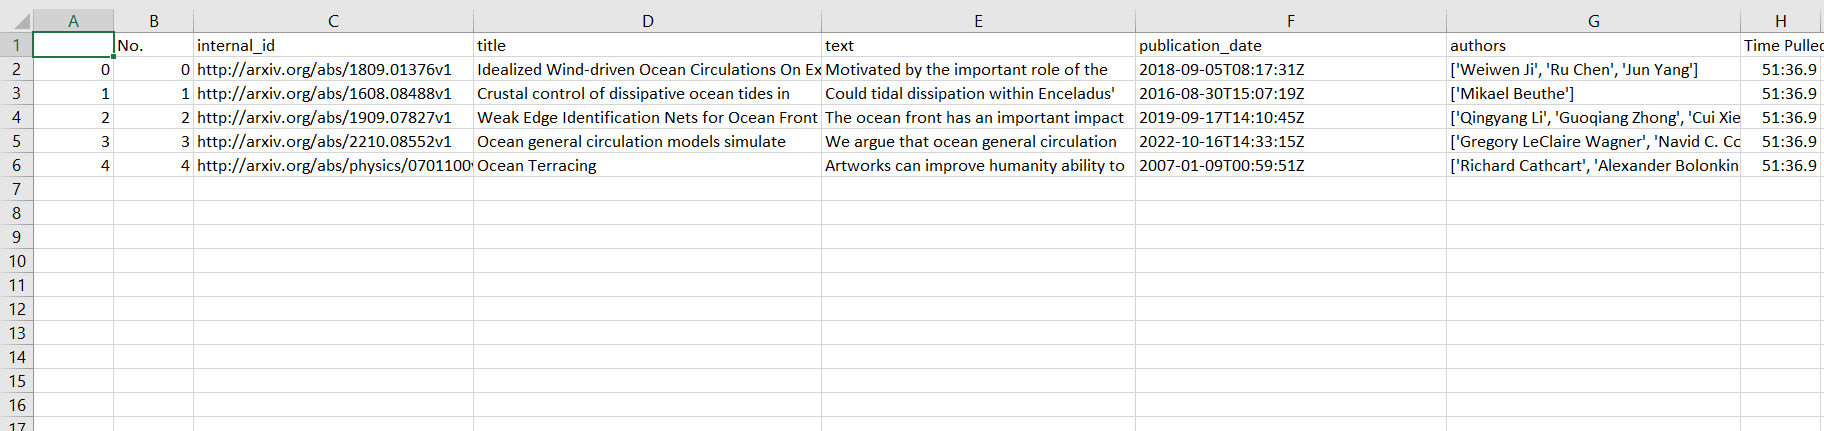 A B C D E F G H
1 No. internal_id title text publication_date authors Time Pulled
2 0 0 http://arxiv.org/abs/1809.01376v1 Idealized Wind-driven Ocean Circulations On Ex Motivated by the important role of the 2018-09-05T08:17:31Z ['Weiwen Ji', 'Ru Chen', 'Jun Yang'] 51:36.9
3 1 1 http://arxiv.org/abs/1608.08488v1 Crustal control of dissipative ocean tides in Could tidal dissipation within Enceladus' 2016-08-30T15:07:19Z ['Mikael Beuthe'] 51:36.9
4 2 2 http://arxiv.org/abs/1909.07827v1 Weak Edge Identification Nets for Ocean Front The ocean front has an important impact 2019-09-17T14:10:45Z ['Qingyang Li', 'Guoqiang Zhong', 'Cui Xie 51:36.9
5 3 3 http://arxiv.org/abs/2210.08552v1 Ocean general circulation models simulate We argue that ocean general circulation 2022-10-16T14:33:15Z ['Gregory LeClaire Wagner', 'Navid C. Co 51:36.9
6 4 4 http://arxiv.org/abs/physics/0701100v Ocean Terracing Artworks can improve humanity ability to 2007-01-09T00:59:51Z ['Richard Cathcart', 'Alexander Bolonkin 51:36.9
7
8
9
10
11
12
13
14
15
16
17